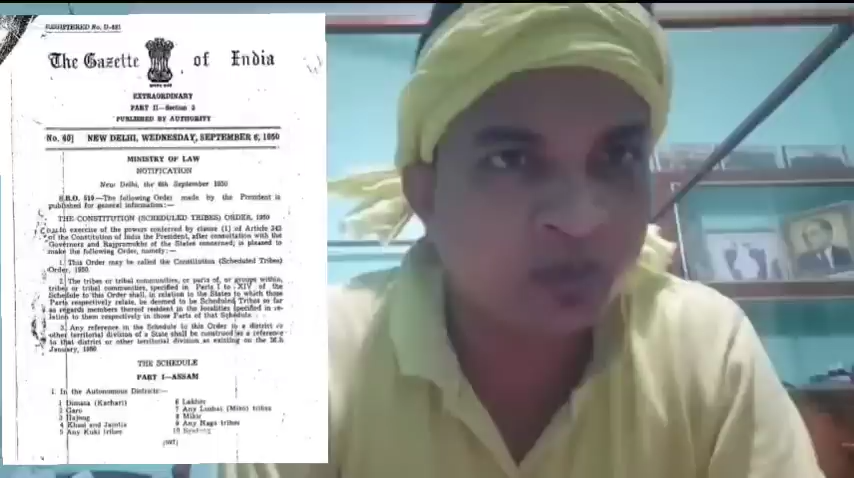 REGISTERED No. D-221
The Gazette of India
EXTRAORDINARY
PART II—Section 3
PUBLISHED BY AUTHORITY
No. 40] NEW DELHI, WEDNESDAY, SEPTEMBER 6, 1950
MINISTRY OF LAW
NOTIFICATION
New Delhi, the 6th September 1950
S.R.O. 510—The following Order made by the President is
published for general information:—
THE CONSTITUTION (SCHEDULED TRIBES) ORDER, 1950
In exercise of the powers conferred by clause (1) of Article 342
of the Constitution of India the President, after consultation with the
Governors and Rajpramukhs of the States concerned, is pleased to
make the following Order, namely:—
1. This Order may be called the Constitution (Scheduled Tribes)
Order, 1950.
2. The tribes or tribal communities, or parts of, or groups within,
tribes or tribal communities, specified in Parts I to XIV of the
Schedule to this Order shall, in relation to the States to which those
Parts respectively relate, be deemed to be Scheduled Tribes so far
as regards members thereof resident in the localities specified in re-
lation to them respectively in those Parts of that Schedule.
3. Any reference in the Schedule to this Order to a district or
other territorial division of a State shall be construed as a reference
to that district or other territorial division as existing on the 26th
January, 1950
THE SCHEDULE
PART I—ASSAM
1. In the Autonomous Districts:—
1 Dimasa (Kachari)
2 Garo
3 Hajong
4 Khasi and Jaintia
5 Any Kuki tribes
6 Lakher
7 Any Lushai (Mizo) tribes
8 Mikir
9 Any Naga tribes
10 Synteng